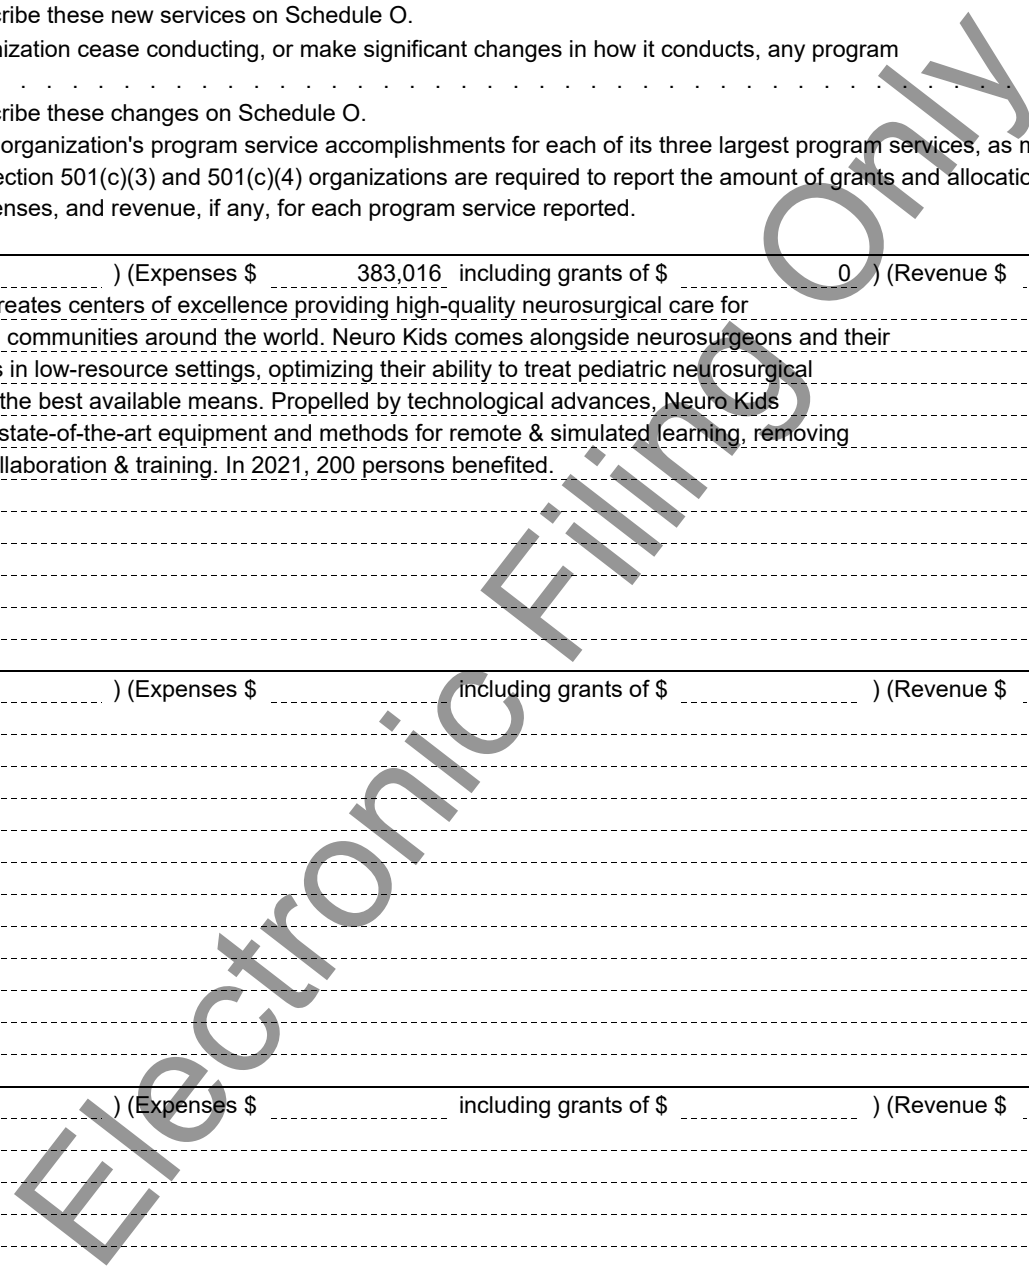 ribe these new services on Schedule O.
nization cease conducting, or make significant changes in how it conducts, any program
. . . . . . . . . . . . . . . . . . . . . . . . . . . . . . . . . . . . . . .
ribe these changes on Schedule O.
organization's program service accomplishments for each of its three largest program services, as m
ection 501(c)(3) and 501(c)(4) organizations are required to report the amount of grants and allocatio
enses, and revenue, if any, for each program service reported.
) (Expenses $ 383,016 including grants of $ 0 ) (Revenue $
reates centers of excellence providing high-quality neurosurgical care for
communities around the world. Neuro Kids comes alongside neurosurgeons and their
s in low-resource settings, optimizing their ability to treat pediatric neurosurgical
the best available means. Propelled by technological advances, Neuro Kids
state-of-the-art equipment and methods for remote & simulated learning, removing
llaboration & training. In 2021, 200 persons benefited.
) (Expenses $ including grants of $ ) (Revenue $
) (Expenses $ including grants of $ ) (Revenue $
Electronic Filing Only